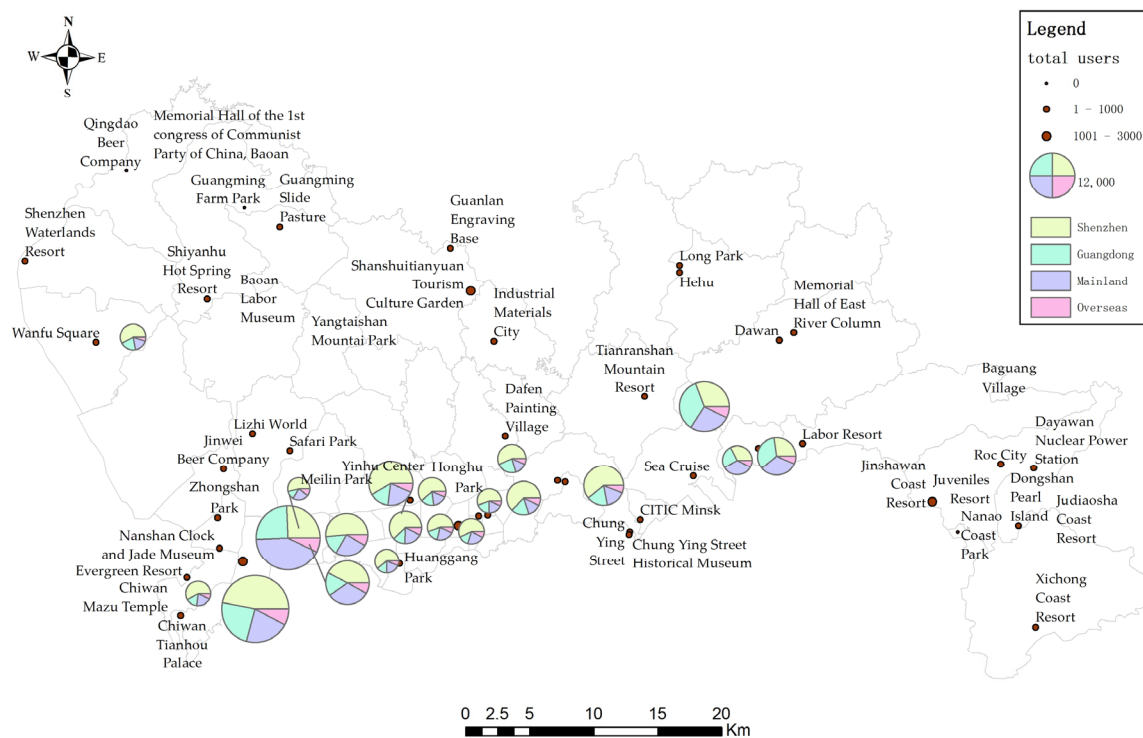 N
W
E
S
Legend
total users
0
1 - 1000
1001 - 3000
12,000
Shenzhen
Guangdong
Mainland
Overseas
Qingdao
Beer
Company
Memorial Hall of the 1st
congress of Communist
Party of China, Baoan
Guangming
Farm Park
Guangming
Slide
Pasture
Shenzhen
Waterlands
Resort
Shiyanhu
Hot Spring
Resort
Baoan
Labor
Museum
Guanlan
Engraving
Base
Shanshuitianyuan
Tourism
Culture Garden
Yangtaishan
Mountai Park
Industrial
Materials
City
Long Park
Hehu
Memorial
Hall of East
River Column
Dawan
Wanfu Square
Tianranshan
Mountain
Resort
Baguang
Village
Dafen
Painting
Village
Lizhi World
Safari Park
Jinwei
Beer Company
Meilin Park
Yinhu Center
Honghu
Park
Sea Cruise
Labor Resort
Dayawan
Nuclear Power
Station
Roc City
Jinshawan
Coast
Resort
Juveniles
Resort
Nanao
Coast
Park
Dongshan
Pearl
Island
Judiaosha
Coast
Resort
Zhongshan
Park
Nanshan Clock
and Jade Museum
Evergreen Resort
Chiwan
Mazu Temple
Chiwan
Tianhou
Palace
Huanggang
Park
Chung
Ying
Street
CITIC Minsk
Chung Ying Street
Historical Museum
Xichong
Coast
Resort
0 2.5 5 10 15 20
Km